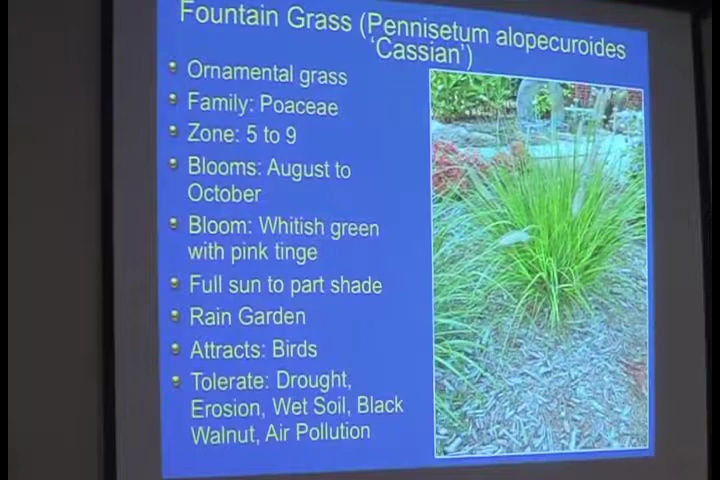 Fountain Grass (Pennisetum alopecuroides
‘Cassian’)
Ornamental grass
Family: Poaceae
Zone: 5 to 9
Blooms: August to
October
Bloom: Whitish green
with pink tinge
Full sun to part shade
Rain Garden
Attracts: Birds
Tolerate: Drought,
Erosion, Wet Soil, Black
Walnut, Air Pollution